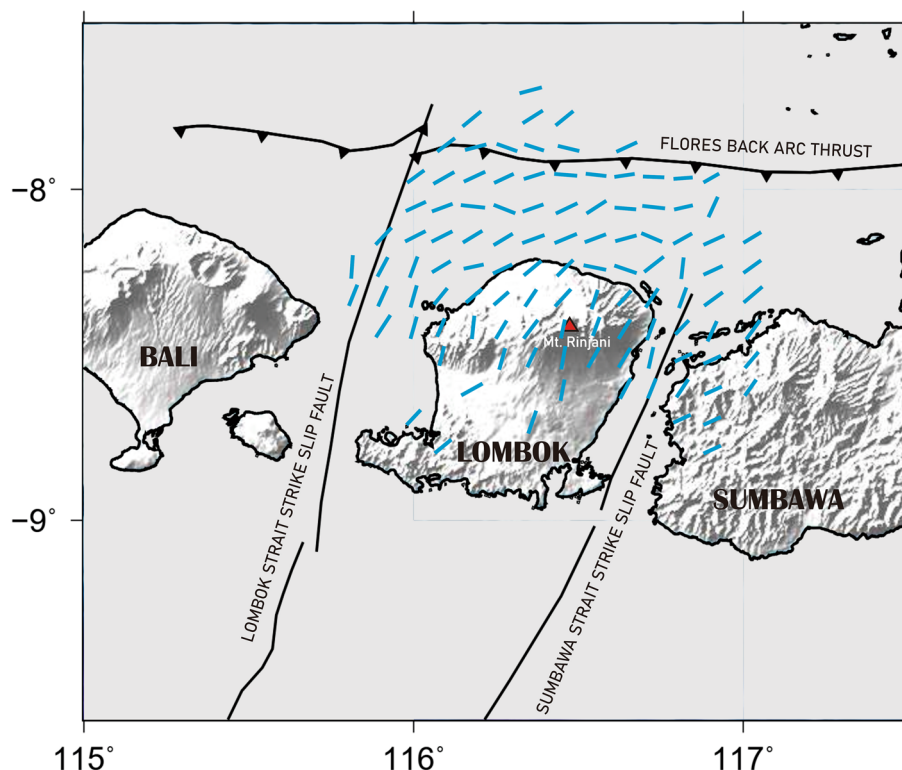 FLORES BACK ARC THRUST
−8°
BALI
Mt. Rinjani
LOMBOK
SUMBAWA
−9°
LOMBOK STRAIT STRIKE SLIP FAULT
SUMBAWA STRAIT STRIKE SLIP FAULT
115°
116°
117°